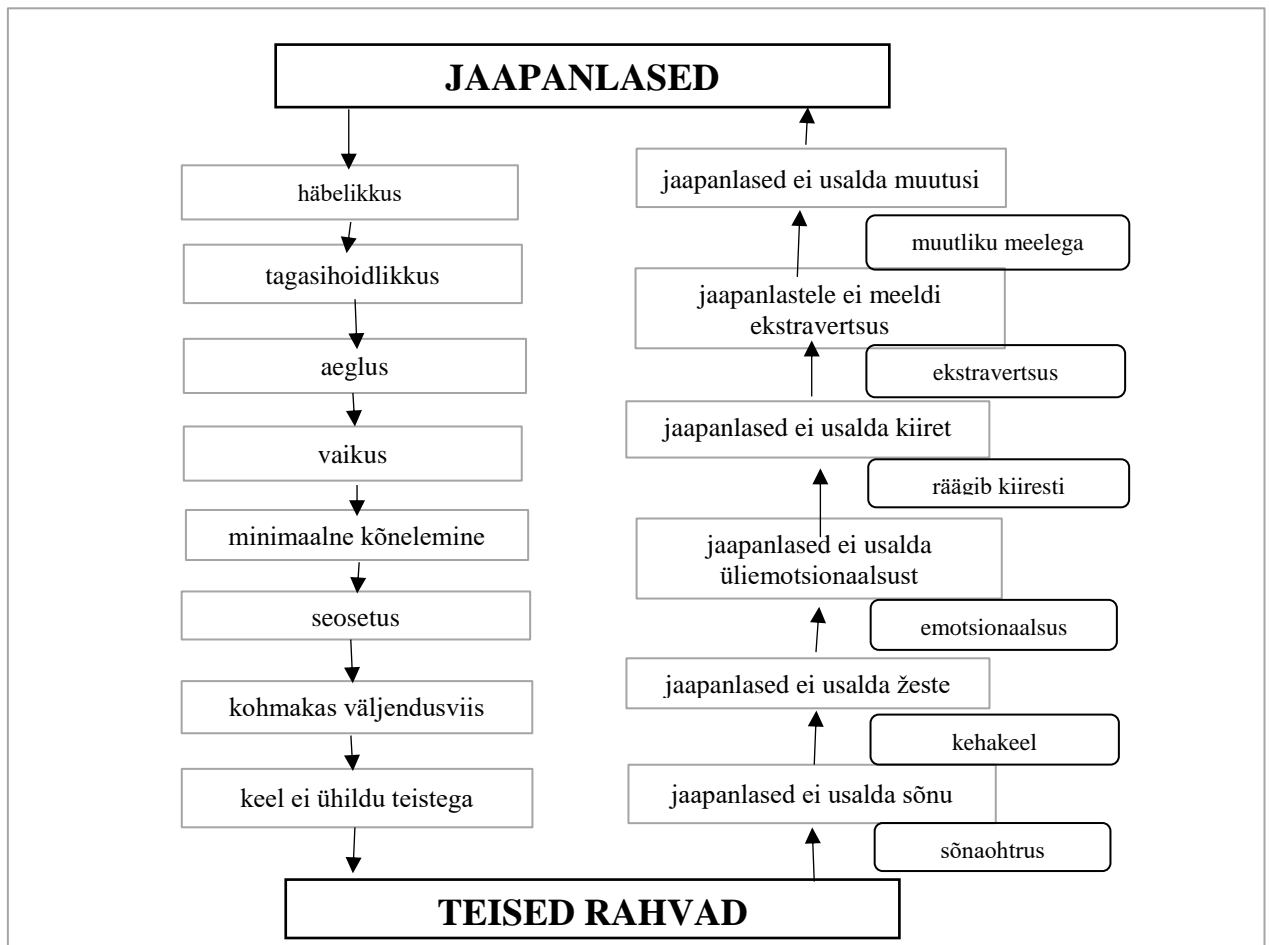 JAAPANLASED
häbelikkus
tagasihoidlikkus
aeglus
vaikus
minimaalne kõnelemine
seosetus
kohmakas väljendusviis
keel ei ühildu teistega
jaapanlased ei usalda muutusi
muutliku meelega
jaapanlastele ei meeldi
ekstravertsus
ekstravertsus
jaapanlased ei usalda kiiret
räägib kiiresti
jaapanlased ei usalda
üliemotsionaalsust
emotsionaalsus
jaapanlased ei usalda žeste
kehakeel
jaapanlased ei usalda sõnu
sõnaohtrus
TEISED RAHVAD